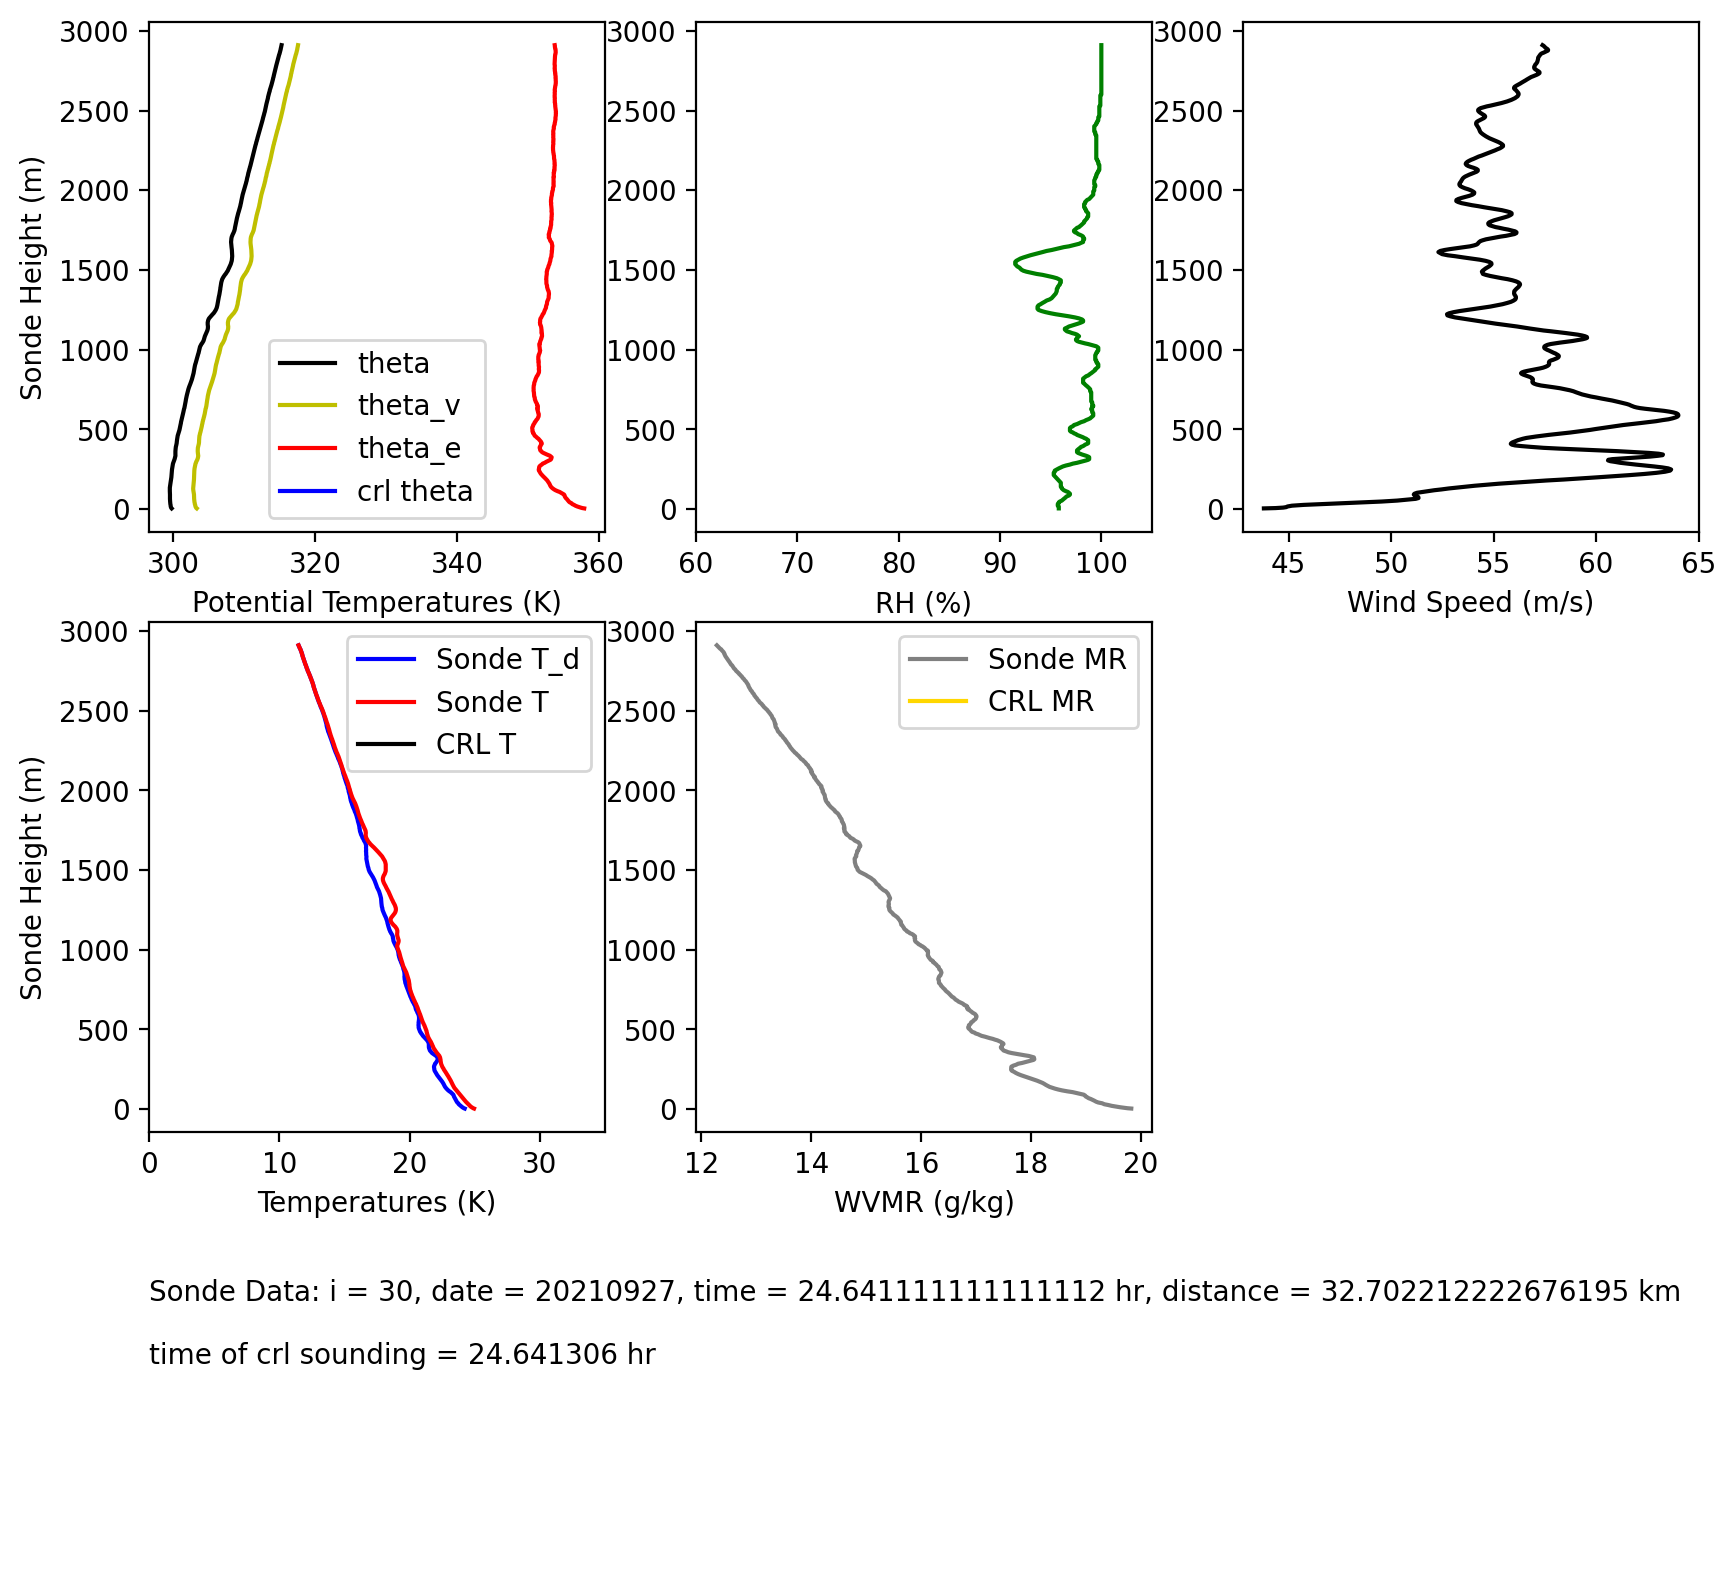 3000
2500
2000
1500
1000
500
0
Sonde Height (m)
theta
theta_v
theta_e
crl theta
300 320 340 360
Potential Temperatures (K)
3000
2500
2000
1500
1000
500
0
60 70 80 90 100
RH (%)
3000
2500
2000
1500
1000
500
0
45 50 55 60 65
Wind Speed (m/s)
3000
2500
2000
1500
1000
500
0
Sonde Height (m)
Sonde T_d
Sonde T
CRL T
0 10 20 30
Temperatures (K)
3000
2500
2000
1500
1000
500
0
Sonde MR
CRL MR
12 14 16 18 20
WVMR (g/kg)
Sonde Data: i = 30, date = 20210927, time = 24.641111111111112 hr, distance = 32.702212222676195 km
time of crl sounding = 24.641306 hr